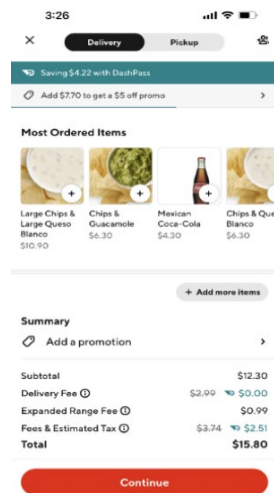 3:26
Delivery Pickup
Saving $4.22 with DashPass
Add $7.70 to get a $5 off promo
Most Ordered Items
Large Chips & Chips & Mexican Chips & Que
Large Queso Guacamole Coca-Cola Blanco
Blanco $6.30 $4.30 $6.30
$10.90
+ Add more items
Summary
Add a promotion
Subtotal $12.30
Delivery Fee $2.99 $0.00
Expanded Range Fee $0.99
Fees & Estimated Tax $3.74 $2.51
Total $15.80
Continue